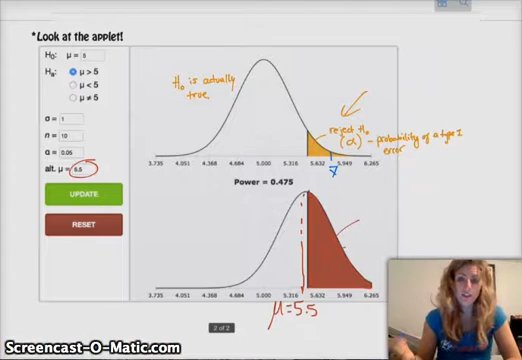 *Look at the applet!
H0: μ = 5
Ha: μ > 5
μ < 5
μ ≠ 5
σ = 1
n = 10
α = 0.05
alt. μ = 5.5
UPDATE
RESET
H0 is actually
true.
reject H0
(α) - probability of a type I
error
x̄
3.735 4.051 4.368 4.684 5.000 5.316 5.632 5.949 6.265
Power = 0.475
3.735 4.051 4.368 4.684 5.000 5.316 5.632 5.949 6.265
μ=5.5
2 of 2
Screencast-O-Matic.com